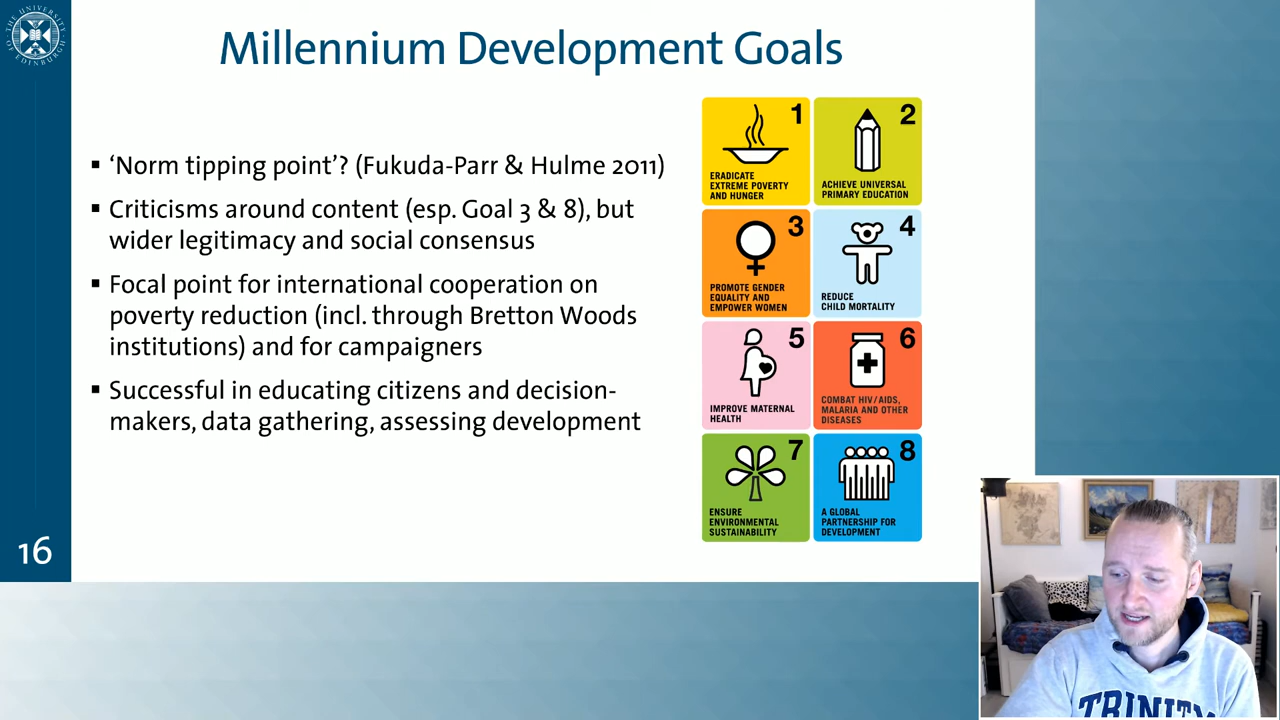 THE UNIVERSITY
OF EDINBURGH
Millennium Development Goals
▪ ‘Norm tipping point’? (Fukuda-Parr & Hulme 2011)
▪ Criticisms around content (esp. Goal 3 & 8), but
wider legitimacy and social consensus
▪ Focal point for international cooperation on
poverty reduction (incl. through Bretton Woods
institutions) and for campaigners
▪ Successful in educating citizens and decision-
makers, data gathering, assessing development
1
ERADICATE
EXTREME POVERTY
AND HUNGER
2
ACHIEVE UNIVERSAL
PRIMARY EDUCATION
3
PROMOTE GENDER
EQUALITY AND
EMPOWER WOMEN
4
REDUCE
CHILD MORTALITY
5
IMPROVE MATERNAL
HEALTH
6
COMBAT HIV/AIDS,
MALARIA AND OTHER
DISEASES
7
ENSURE
ENVIRONMENTAL
SUSTAINABILITY
8
A GLOBAL
PARTNERSHIP FOR
DEVELOPMENT
16
TRINITY